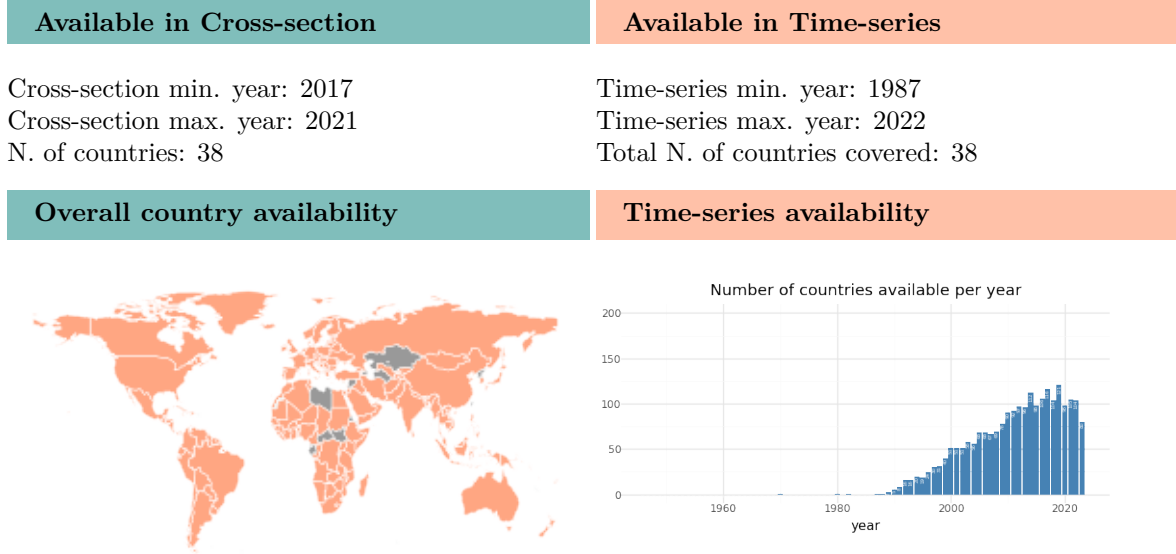 Available in Cross-section
Available in Time-series
Cross-section min. year: 2017
Cross-section max. year: 2021
N. of countries: 38
Time-series min. year: 1987
Time-series max. year: 2022
Total N. of countries covered: 38
Overall country availability
Time-series availability
Number of countries available per year
200
150
100
50
0
1960
1980
2000
2020
year